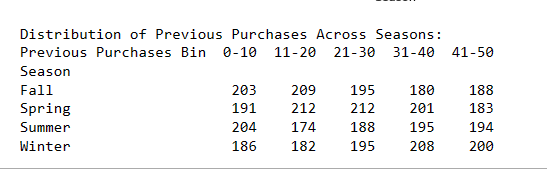 Distribution of Previous Purchases Across Seasons:
Previous Purchases Bin  0-10  11-20  21-30  31-40  41-50
Season
Fall                     203    209    195    180    188
Spring                   191    212    212    201    183
Summer                   204    174    188    195    194
Winter                   186    182    195    208    200